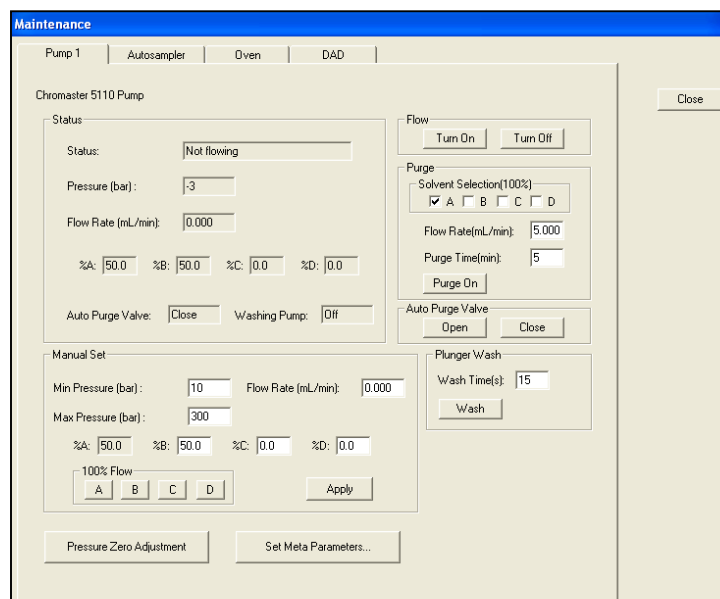 Maintenance
Pump 1 Autosampler Oven DAD
Close
Chromaster 5110 Pump
Status
Status: Not flowing
Pressure (bar) : -3
Flow Rate (mL/min): 0.000
%A: 50.0 %B: 50.0 %C: 0.0 %D: 0.0
Auto Purge Valve: Close Washing Pump: Off
Flow
Turn On Turn Off
Purge
Solvent Selection(100%)
A B C D
Flow Rate(mL/min): 5.000
Purge Time(min): 5
Purge On
Auto Purge Valve
Open Close
Manual Set
Min Pressure (bar) : 10 Flow Rate (mL/min): 0.000
Max Pressure (bar) : 300
%A: 50.0 %B: 50.0 %C: 0.0 %D: 0.0
100% Flow
A B C D
Apply
Plunger Wash
Wash Time(s): 15
Wash
Pressure Zero Adjustment Set Meta Parameters...